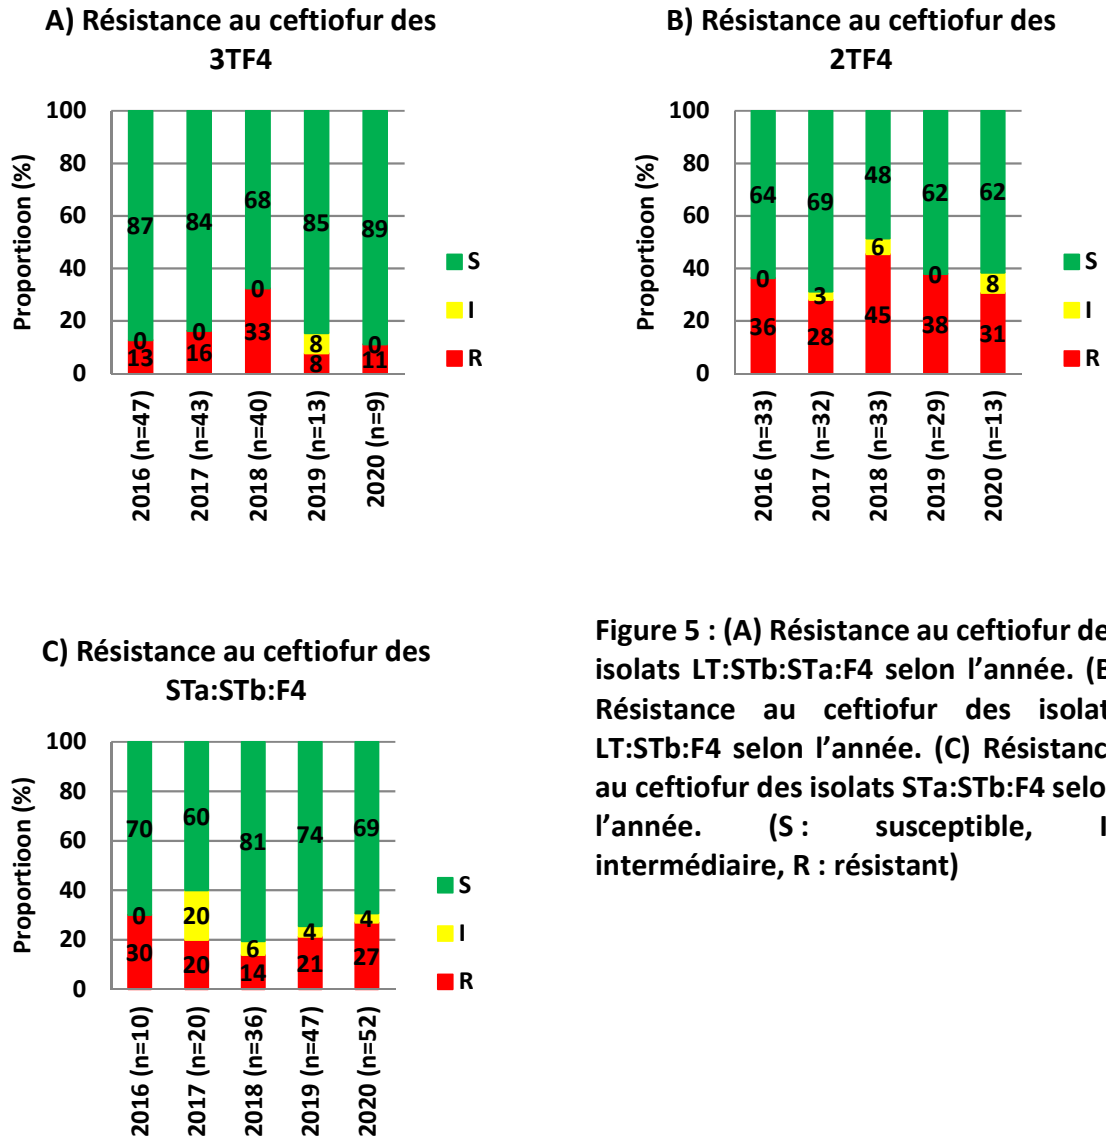 A) Résistance au ceftiofur des
3TF4
Proportioon (%)
100
80
60
40
20
0
87
84
68
85
89
0
0
0
8
0
13
16
33
8
11
S
I
R
2016 (n=47)
2017 (n=43)
2018 (n=40)
2019 (n=13)
2020 (n=9)
B) Résistance au ceftiofur des
2TF4
Proportioon (%)
100
80
60
40
20
0
64
69
48
62
62
0
3
6
0
8
36
28
45
38
31
S
I
R
2016 (n=33)
2017 (n=32)
2018 (n=33)
2019 (n=29)
2020 (n=13)
C) Résistance au ceftiofur des
STa:STb:F4
Proportioon (%)
100
80
60
40
20
0
70
60
81
74
69
0
20
6
4
4
30
20
14
21
27
S
I
R
2016 (n=10)
2017 (n=20)
2018 (n=36)
2019 (n=47)
2020 (n=52)
Figure 5 : (A) Résistance au ceftiofur de
isolats LT:STb:STa:F4 selon l’année. (B
Résistance au ceftiofur des isolat
LT:STb:F4 selon l’année. (C) Résistanc
au ceftiofur des isolats STa:STb:F4 selo
l’année. (S : susceptible, I
intermédiaire, R : résistant)